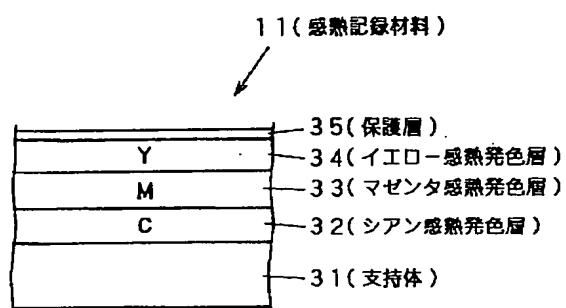 11(感熱記録材料)
35(保護層)
Y 34(イエロー感熱発色層)
M 33(マゼンタ感熱発色層)
C 32(シアン感熱発色層)
31(支持体)